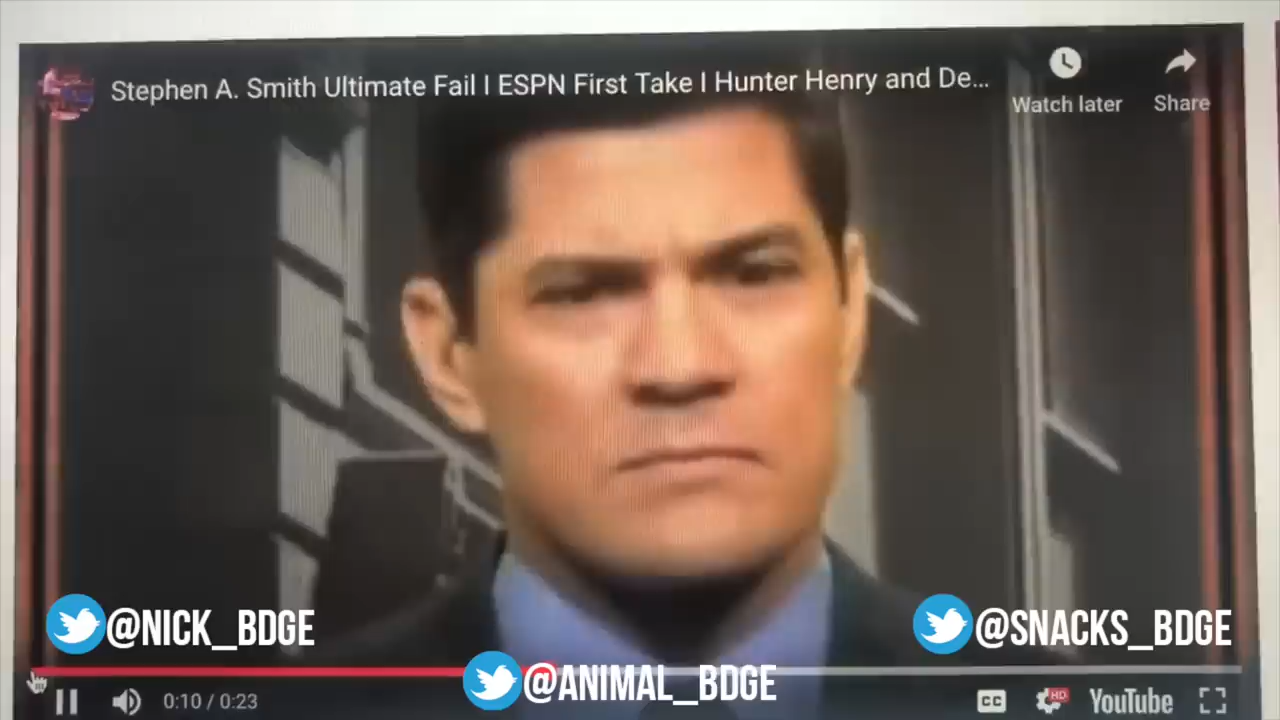 Stephen A. Smith Ultimate Fail I ESPN First Take I Hunter Henry and De...
Watch later
Share
@NICK_BDGE
@SNACKS_BDGE
@ANIMAL_BDGE
0:10 / 0:23
CC
HD
YouTube